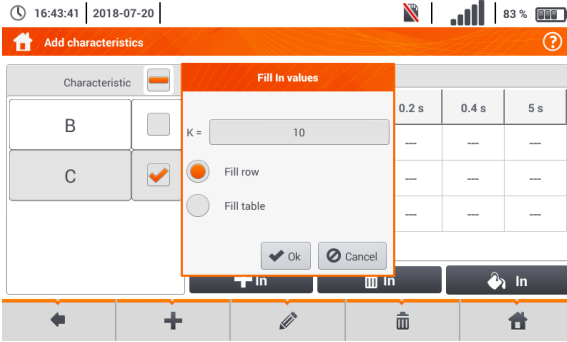 16:43:41 2018-07-20 83 %
Add characteristics ?
Characteristic
Fill In values
0.2 s 0.4 s 5 s
B
--- --- ---
K = 10
C
Fill row
--- --- ---
Fill table
--- --- ---
Ok Cancel
In In In